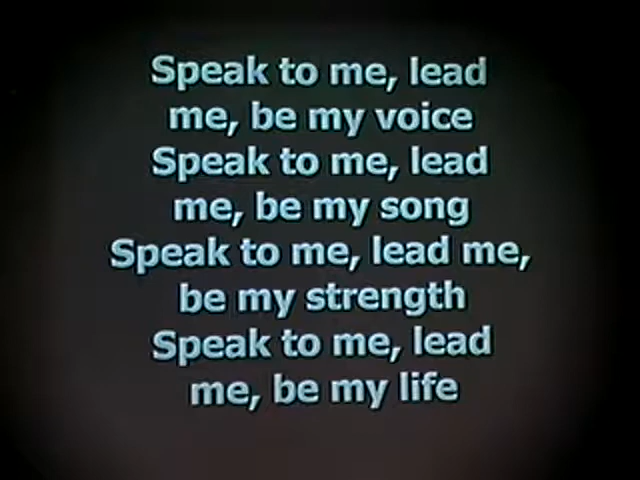 Speak to me, lead
me, be my voice
Speak to me, lead
me, be my song
Speak to me, lead me,
be my strength
Speak to me, lead
me, be my life